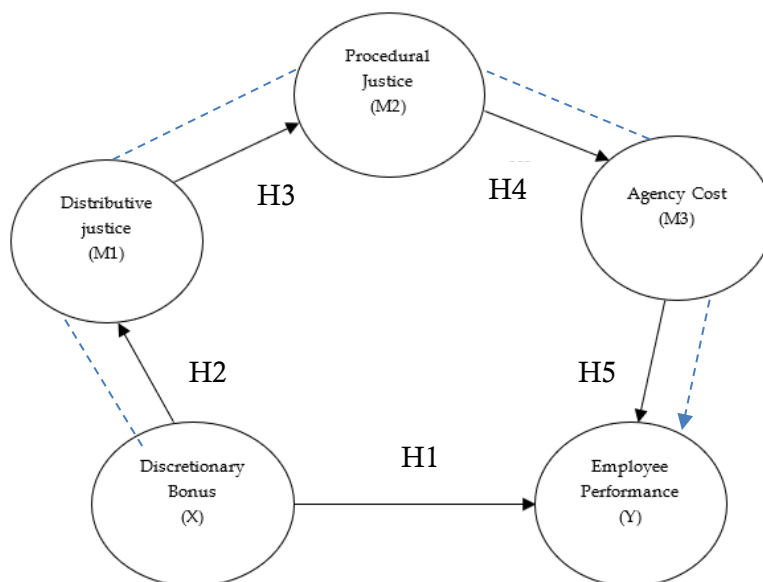 Procedural
Justice
(M2)
H3
H4
Distributive
justice
(M1)
Agency Cost
(M3)
H2
H5
Discretionary
Bonus
(X)
H1
Employee
Performance
(Y)